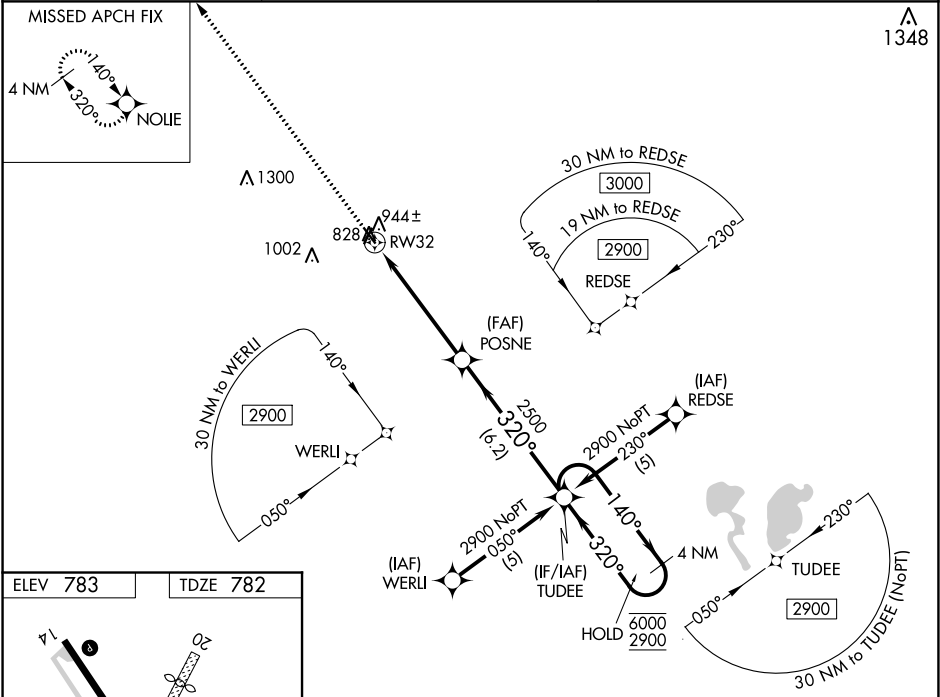 MISSED APCH FIX
4 NM
140°
320°
NOLIE
1348
1300
944±
828
RW32
1002
30 NM to REDSE
3000
19 NM to REDSE
2900
140°
230°
REDSE
(FAF)
POSNE
30 NM to WERLI
140°
2900
WERLI
050°
2500
320°
(6.2)
(IAF)
REDSE
2900 NoPT
230°
(5)
2900 NoPT
050°
(5)
(IAF)
WERLI
(IF/IAF)
TUDEE
140°
320°
4 NM
HOLD
6000
2900
230°
TUDEE
050°
2900
30 NM to TUDEE (NoPT)
ELEV 783
TDZE 782
14
P
20